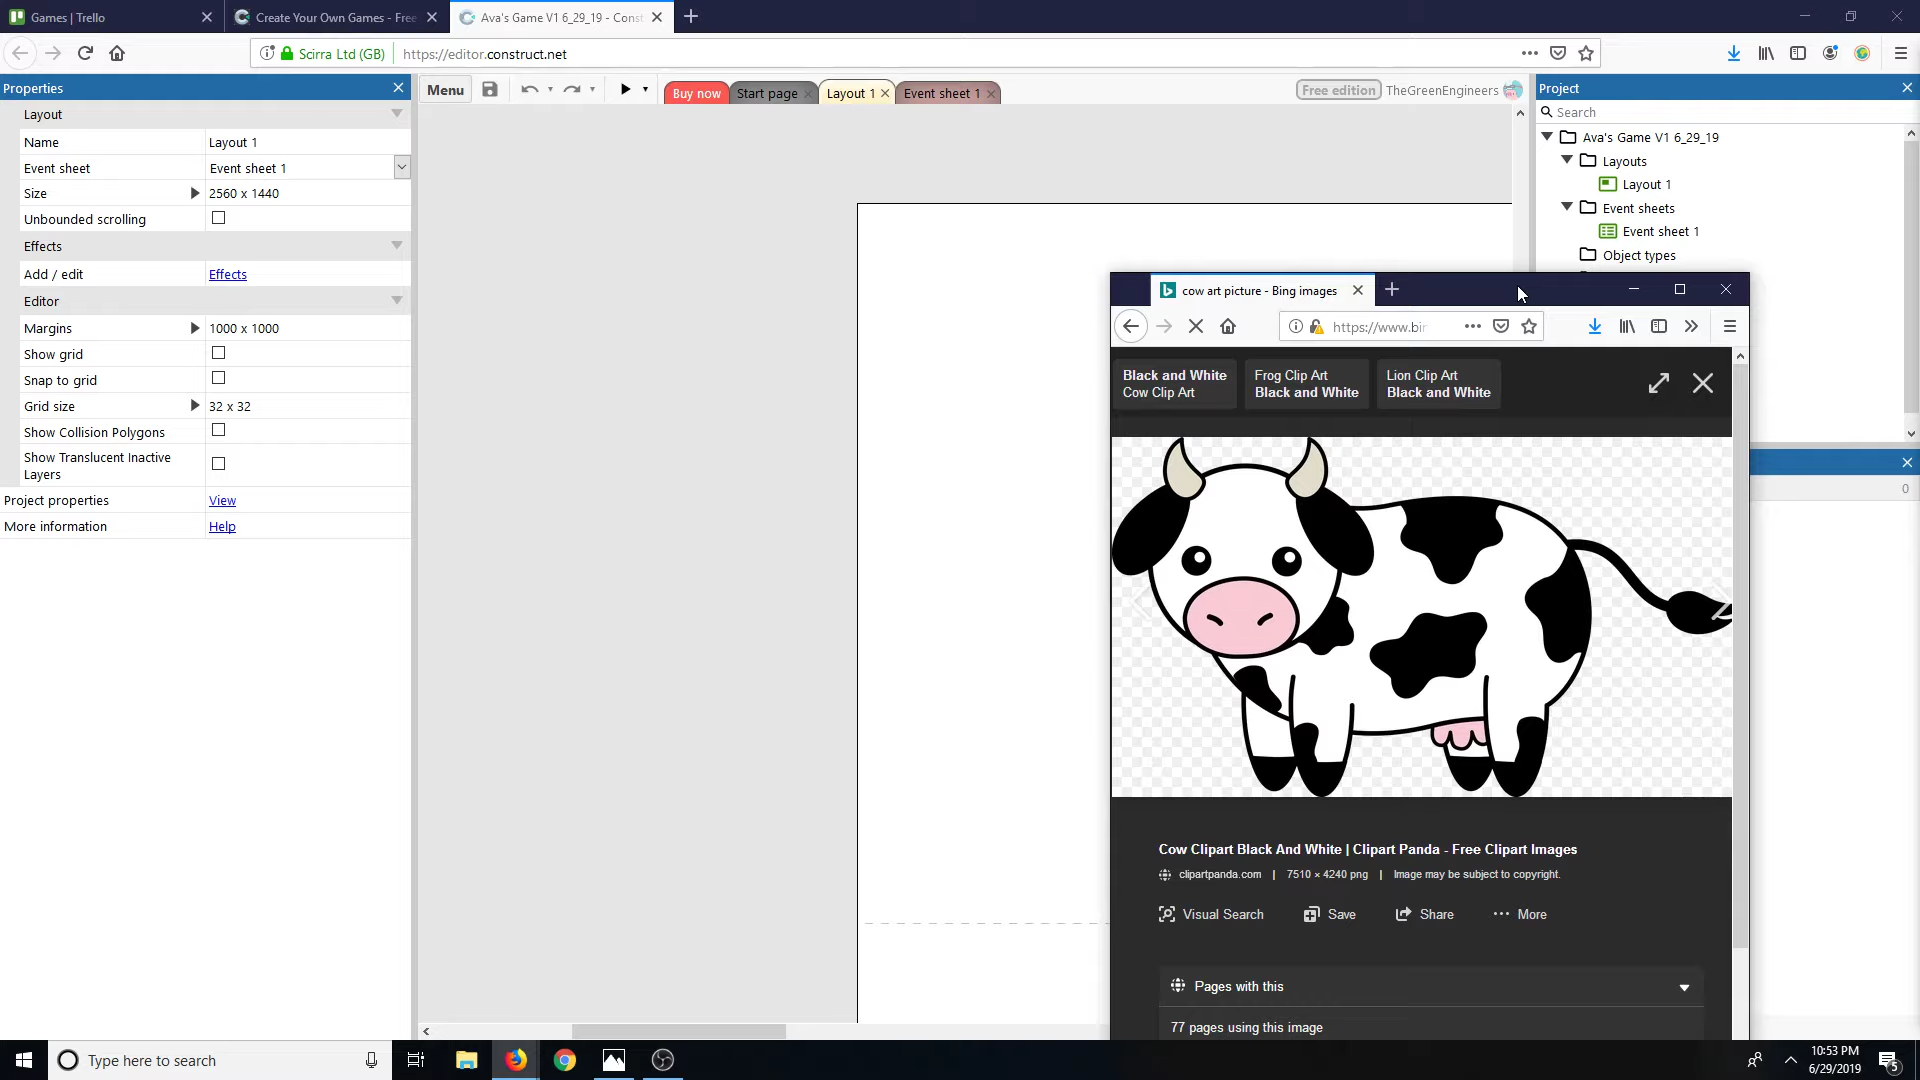 Games | Trello
Create Your Own Games - Free
Ava's Game V1 6_29_19 - Const
Scirra Ltd (GB)
https://editor.construct.net
Properties
Menu
Buy now
Start page
Layout 1
Event sheet 1
Free edition
TheGreenEngineers
Project
Layout
Name
Layout 1
Event sheet
Event sheet 1
Size
2560 x 1440
Unbounded scrolling
Effects
Add / edit
Effects
Editor
Margins
1000 x 1000
Show grid
Snap to grid
Grid size
32 x 32
Show Collision Polygons
Show Translucent Inactive
Layers
Project properties
View
More information
Help
Search
Ava's Game V1 6_29_19
Layouts
Layout 1
Event sheets
Event sheet 1
Object types
0
cow art picture - Bing images
https://www.bir
Black and White
Cow Clip Art
Frog Clip Art
Black and White
Lion Clip Art
Black and White
Cow Clipart Black And White | Clipart Panda - Free Clipart Images
clipartpanda.com | 7510 × 4240 png | Image may be subject to copyright.
Visual Search
Save
Share
More
Pages with this
77 pages using this image
Type here to search
10:53 PM
6/29/2019
5